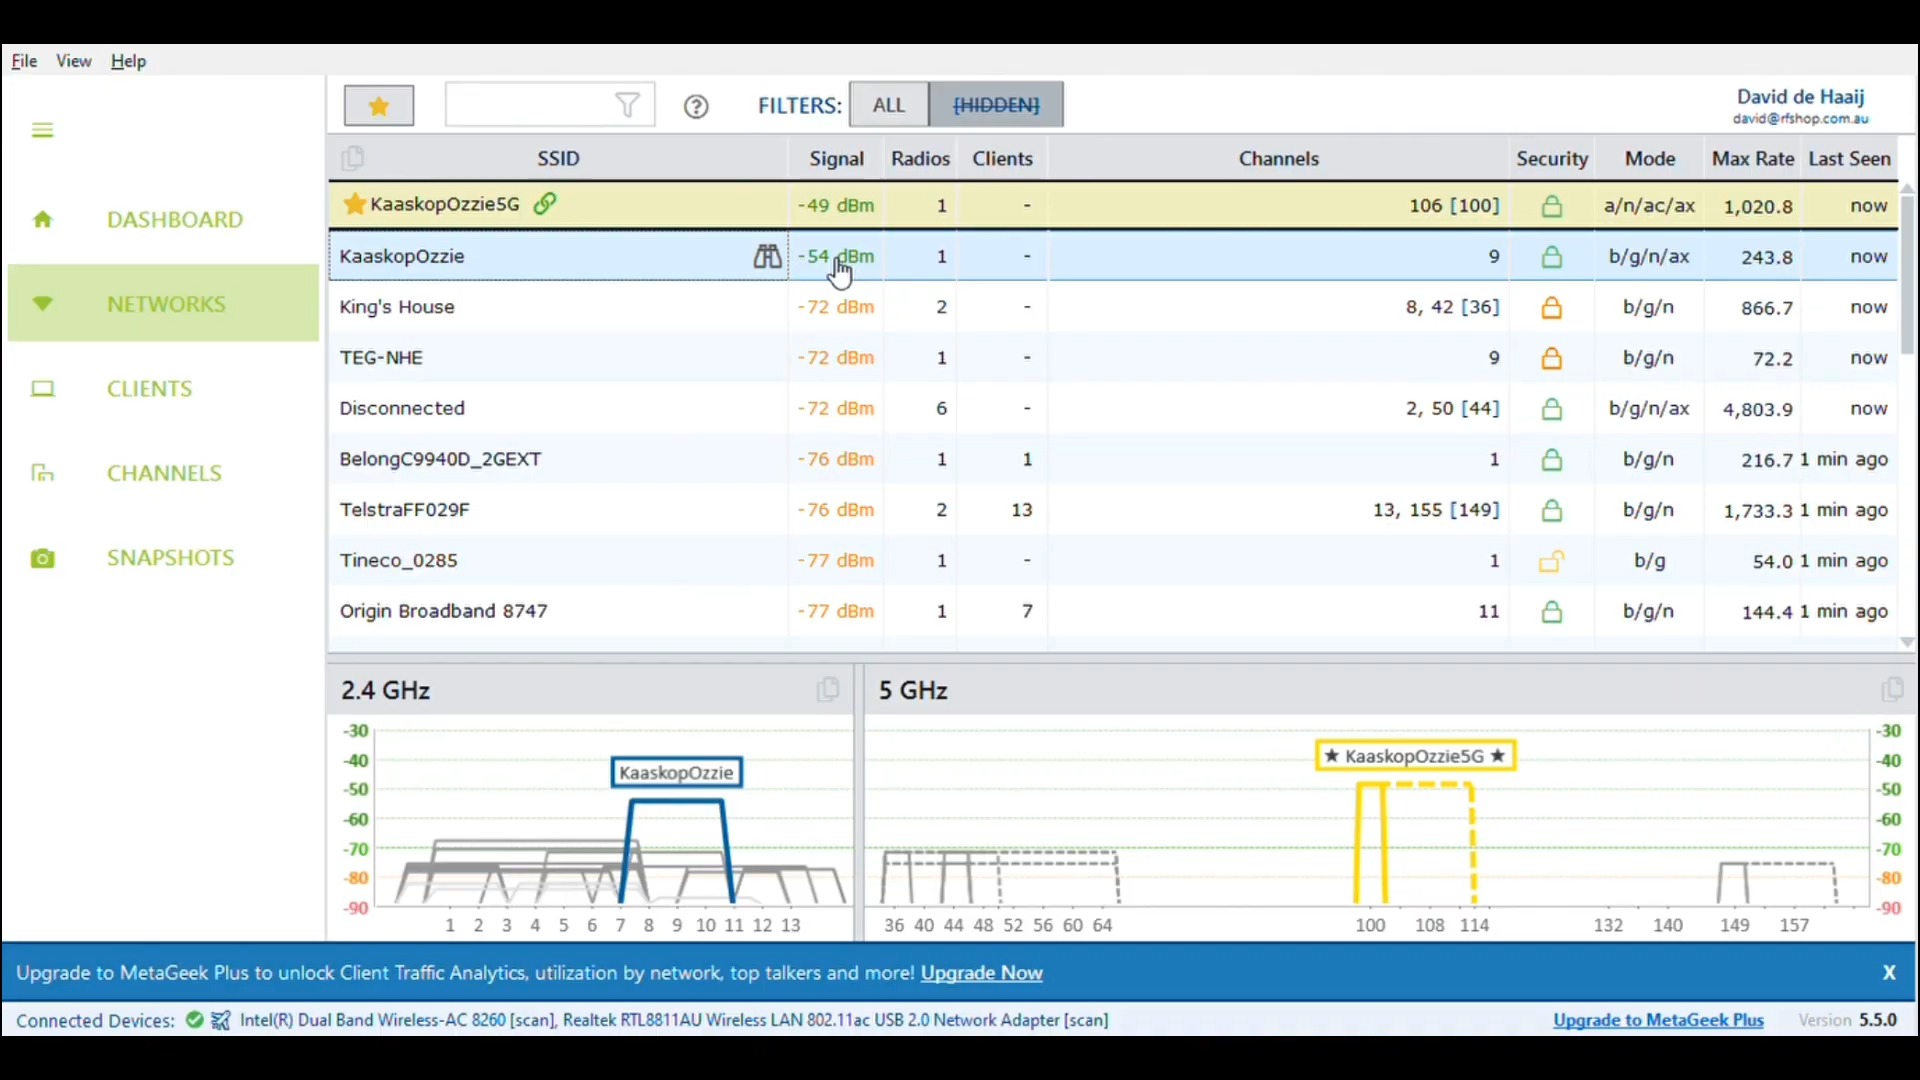 File View Help
FILTERS: ALL [HIDDEN]
David de Haaij
david@rfshop.com.au
DASHBOARD
NETWORKS
CLIENTS
CHANNELS
SNAPSHOTS
SSID Signal Radios Clients Channels Security Mode Max Rate Last Seen
KaaskopOzzie5G -49 dBm 1 - 106 [100] a/n/ac/ax 1,020.8 now
KaaskopOzzie -54 dBm 1 - 9 b/g/n/ax 243.8 now
King's House -72 dBm 2 - 8, 42 [36] b/g/n 866.7 now
TEG-NHE -72 dBm 1 - 9 b/g/n 72.2 now
Disconnected -72 dBm 6 - 2, 50 [44] b/g/n/ax 4,803.9 now
BelongC9940D_2GEXT -76 dBm 1 1 1 b/g/n 216.7 1 min ago
TelstraFF029F -76 dBm 2 13 13, 155 [149] b/g/n 1,733.3 1 min ago
Tineco_0285 -77 dBm 1 - 1 b/g 54.0 1 min ago
Origin Broadband 8747 -77 dBm 1 7 11 b/g/n 144.4 1 min ago
2.4 GHz
-30
-40
-50
-60
-70
-80
-90
KaaskopOzzie
1 2 3 4 5 6 7 8 9 10 11 12 13
5 GHz
★ KaaskopOzzie5G ★
-30
-40
-50
-60
-70
-80
-90
36 40 44 48 52 56 60 64 100 108 114 132 140 149 157
Upgrade to MetaGeek Plus to unlock Client Traffic Analytics, utilization by network, top talkers and more! Upgrade Now X
Connected Devices: Intel(R) Dual Band Wireless-AC 8260 [scan], Realtek RTL8811AU Wireless LAN 802.11ac USB 2.0 Network Adapter [scan] Upgrade to MetaGeek Plus Version 5.5.0